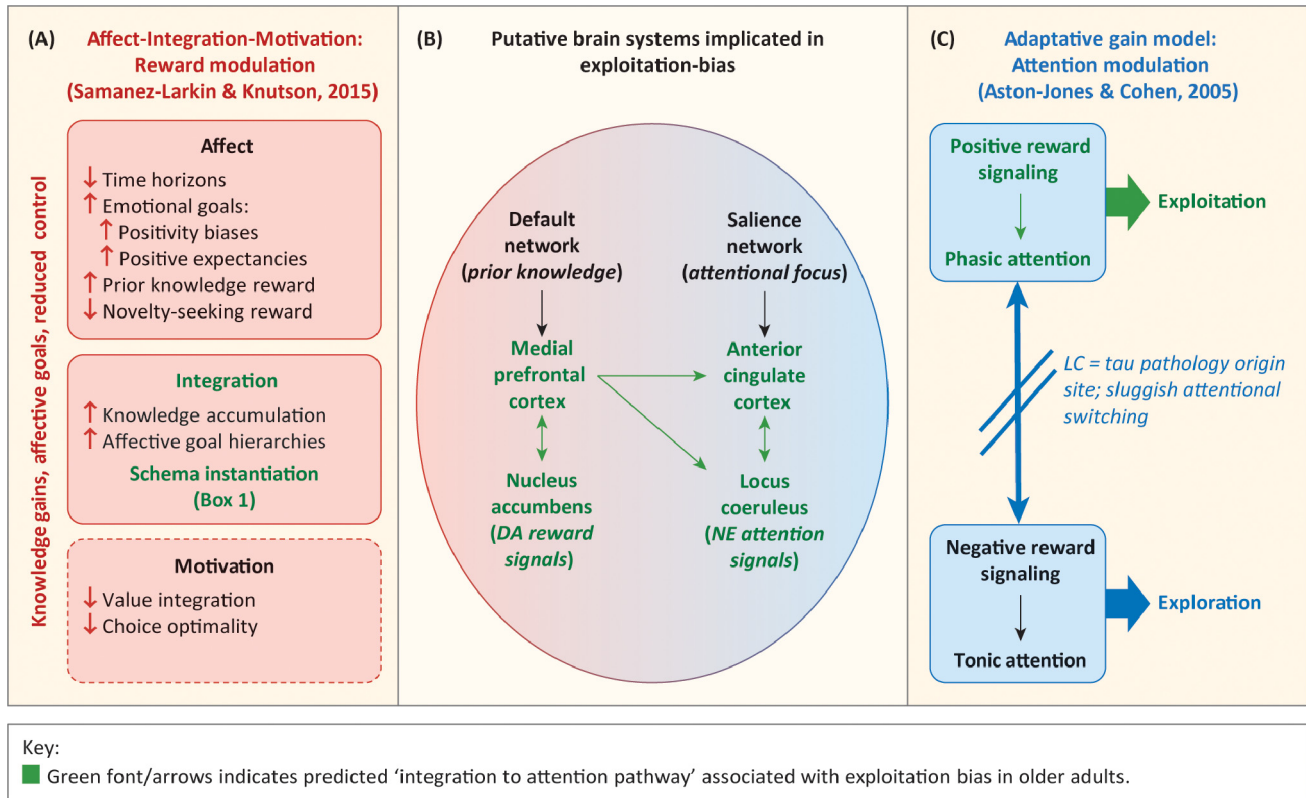 (A) Affect-Integration-Motivation:
Reward modulation
(Samanez-Larkin & Knutson, 2015)
Knowledge gains, affective goals, reduced control
Affect
↓ Time horizons
↑ Emotional goals:
↑ Positivity biases
↑ Positive expectancies
↑ Prior knowledge reward
↓ Novelty-seeking reward
Integration
↑ Knowledge accumulation
↑ Affective goal hierarchies
Schema instantiation
(Box 1)
Motivation
↓ Value integration
↓ Choice optimality
(B) Putative brain systems implicated in
exploitation-bias
Default
network
(prior knowledge)
Salience
network
(attentional focus)
Medial
prefrontal
cortex
Anterior
cingulate
cortex
Nucleus
accumbens
(DA reward
signals)
Locus
coeruleus
(NE attention
signals)
(C) Adaptative gain model:
Attention modulation
(Aston-Jones & Cohen, 2005)
Positive reward
signaling
Phasic attention
Exploitation
LC = tau pathology origin
site; sluggish attentional
switching
Negative reward
signaling
Tonic attention
Exploration
Key:
Green font/arrows indicates predicted ‘integration to attention pathway’ associated with exploitation bias in older adults.